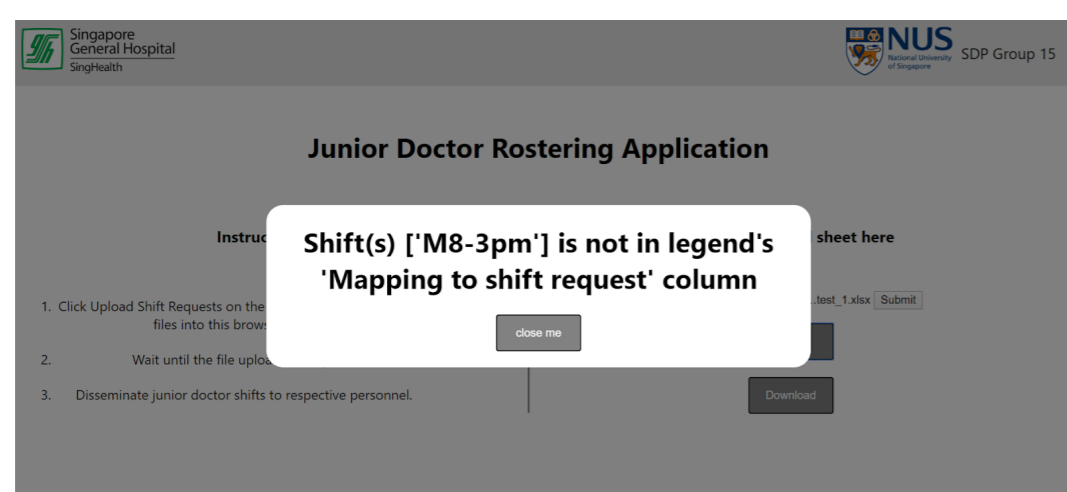 Singapore
General Hospital
SingHealth
NUS
National University
of Singapore
SDP Group 15
Junior Doctor Rostering Application
Instruc
sheet here
Shift(s) ['M8-3pm'] is not in legend's
'Mapping to shift request' column
close me
1. Click Upload Shift Requests on the
files into this brows
...test_1.xlsx Submit
2. Wait until the file uploa
3. Disseminate junior doctor shifts to respective personnel.
Download